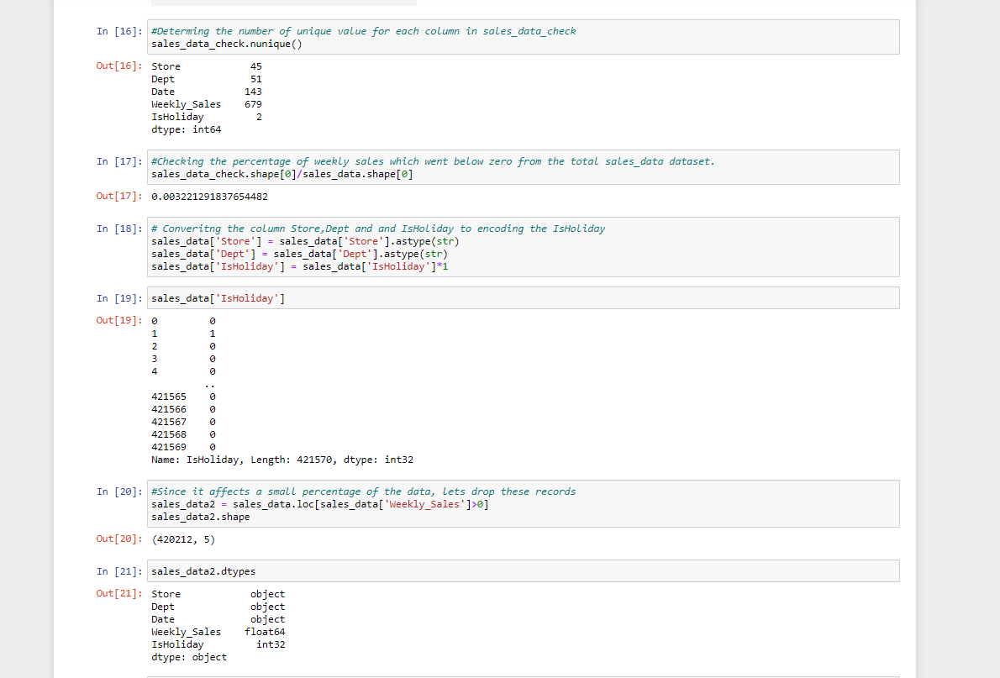 In [16]: #Determing the number of unique value for each column in sales_data_check
sales_data_check.nunique()
Out[16]: Store 45
Dept 51
Date 143
Weekly_Sales 679
IsHoliday 2
dtype: int64
In [17]: #Checking the percentage of weekly sales which went below zero from the total sales_data dataset.
sales_data_check.shape[0]/sales_data.shape[0]
Out[17]: 0.003221291837654482
In [18]: # Converitng the column Store,Dept and and IsHoliday to encoding the IsHoliday
sales_data['Store'] = sales_data['Store'].astype(str)
sales_data['Dept'] = sales_data['Dept'].astype(str)
sales_data['IsHoliday'] = sales_data['IsHoliday']*1
In [19]: sales_data['IsHoliday']
Out[19]: 0 0
1 1
2 0
3 0
4 0
..
421565 0
421566 0
421567 0
421568 0
421569 0
Name: IsHoliday, Length: 421570, dtype: int32
In [20]: #Since it affects a small percentage of the data, lets drop these records
sales_data2 = sales_data.loc[sales_data['Weekly_Sales']>0]
sales_data2.shape
Out[20]: (420212, 5)
In [21]: sales_data2.dtypes
Out[21]: Store object
Dept object
Date object
Weekly_Sales float64
IsHoliday int32
dtype: object